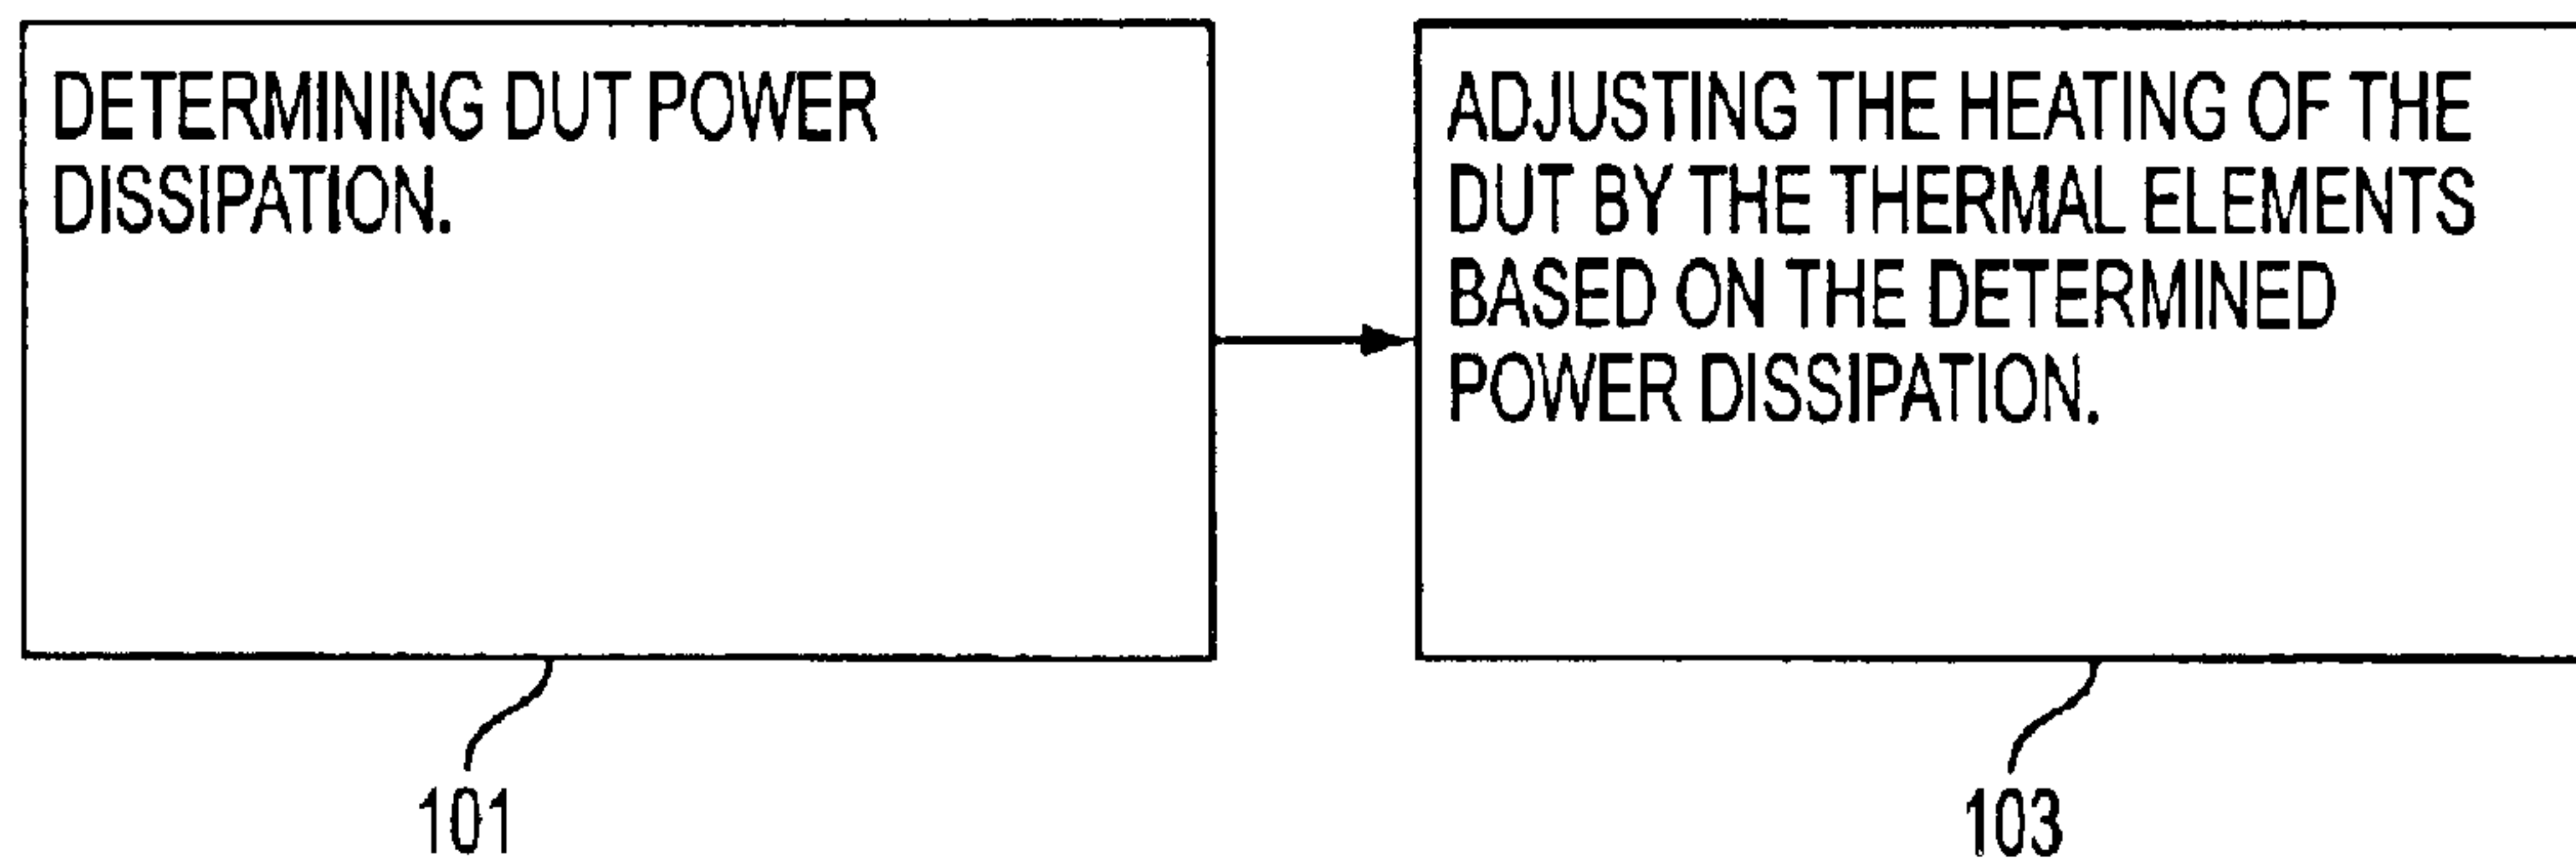 DETERMINING DUT POWER
DISSIPATION.
ADJUSTING THE HEATING OF THE
DUT BY THE THERMAL ELEMENTS
BASED ON THE DETERMINED
POWER DISSIPATION.
101
103